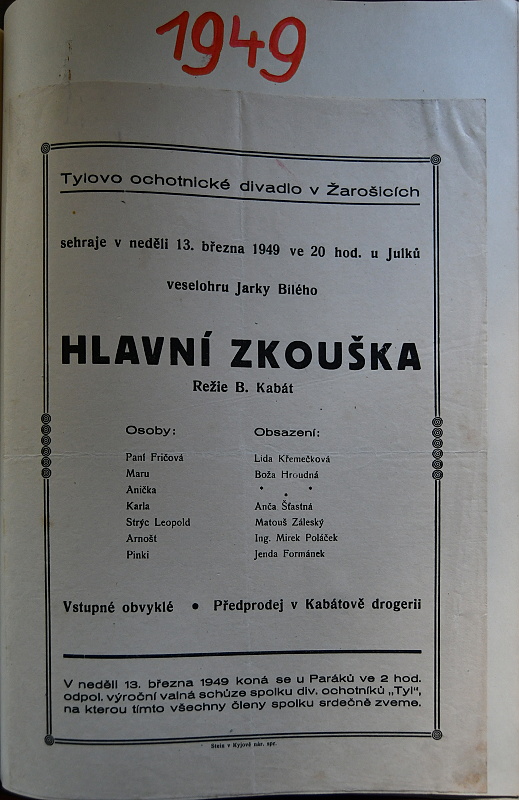 1949
Tylovo ochotnické divadlo v Žarošicích
sehraje v neděli 13. března 1949 ve 20 hod. u Julků
veselohru Jarky Bílého
HLAVNÍ ZKOUŠKA
Režie B. Kabát
Osoby: Obsazení:
Paní Fričová Lída Křemečková
Maru Boža Hroudná
Anička * * *
Karla Anča Šťastná
Strýc Leopold Matouš Záleský
Arnošt Ing. Mirek Poláček
Pinki Jenda Formánek
Vstupné obvyklé • Předprodej v Kabátově drogerii
V neděli 13. března 1949 koná se u Paráků ve 2 hod.
odpol. výroční valná schůze spolku div. ochotníků „Tyl",
na kterou tímto všechny členy spolku srdečně zveme.
Stein v Kyjově nár. spr.